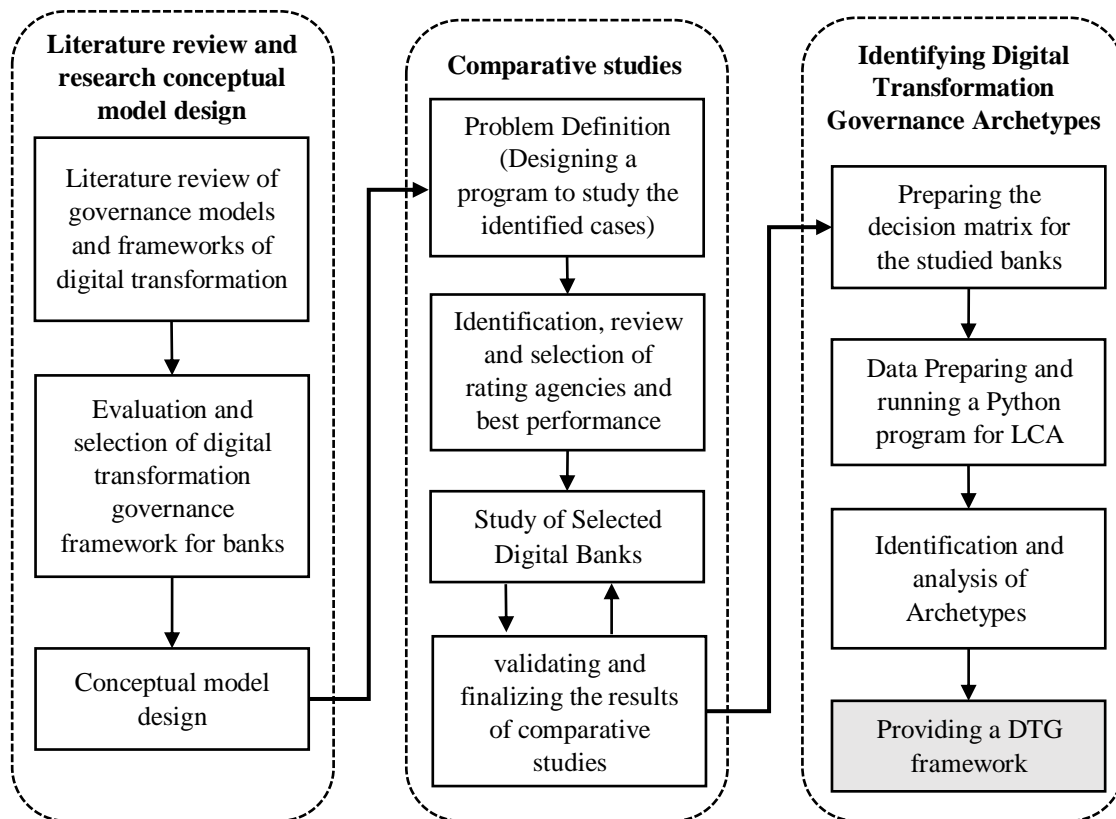 Literature review and
research conceptual
model design
Literature review of
governance models
and frameworks of
digital transformation
Evaluation and
selection of digital
transformation
governance
framework for banks
Conceptual model
design
Comparative studies
Problem Definition
(Designing a
program to study the
identified cases)
Identification, review
and selection of
rating agencies and
best performance
Study of Selected
Digital Banks
validating and
finalizing the results
of comparative
studies
Identifying Digital
Transformation
Governance Archetypes
Preparing the
decision matrix for
the studied banks
Data Preparing and
running a Python
program for LCA
Identification and
analysis of
Archetypes
Providing a DTG
framework